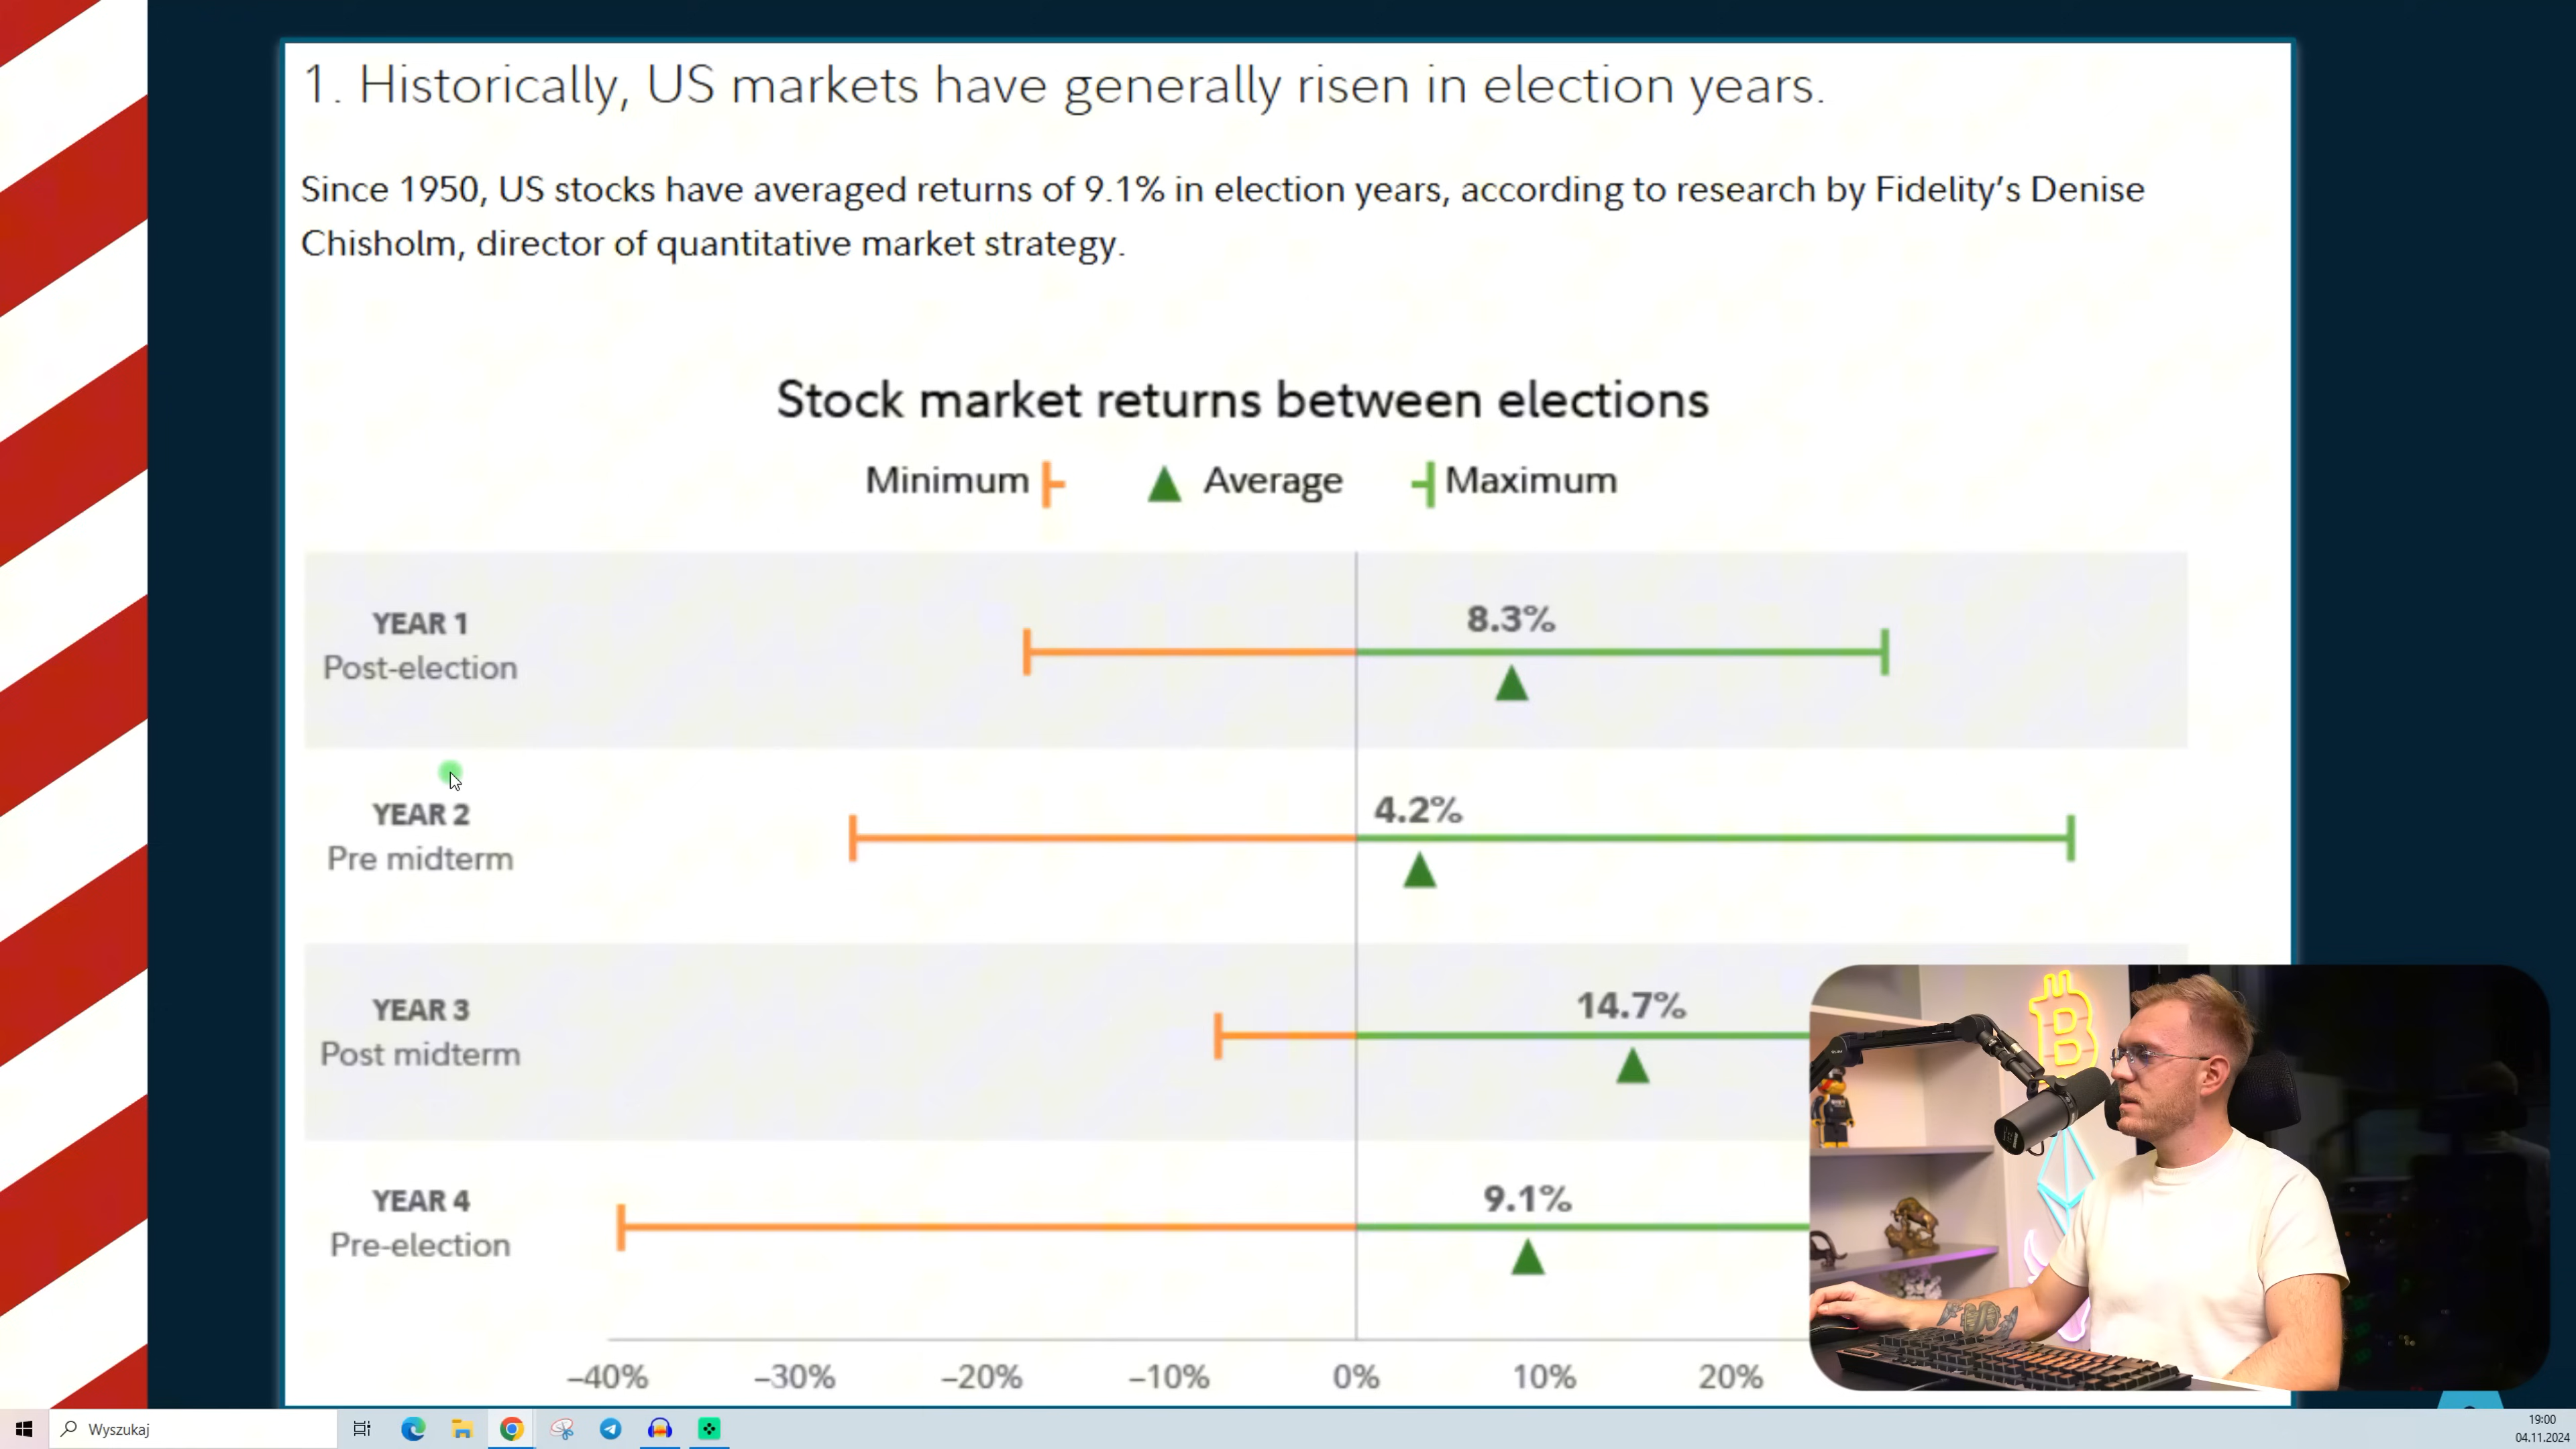 1. Historically, US markets have generally risen in election years.
Since 1950, US stocks have averaged returns of 9.1% in election years, according to research by Fidelity's Denise
Chisholm, director of quantitative market strategy.
Stock market returns between elections
Minimum Average Maximum
YEAR 1
Post-election
8.3%
YEAR 2
Pre midterm
4.2%
YEAR 3
Post midterm
14.7%
YEAR 4
Pre-election
9.1%
–40% –30% –20% –10% 0% 10% 20%
Wyszukaj
19:00
04.11.2024